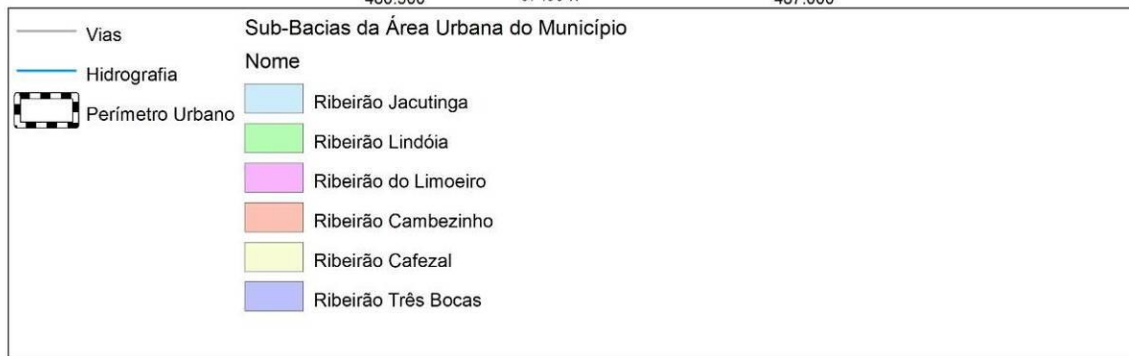 Vias
Hidrografia
Perímetro Urbano
Sub-Bacias da Área Urbana do Município
Nome
Ribeirão Jacutinga
Ribeirão Lindóia
Ribeirão do Limoeiro
Ribeirão Cambezinho
Ribeirão Cafezal
Ribeirão Três Bocas